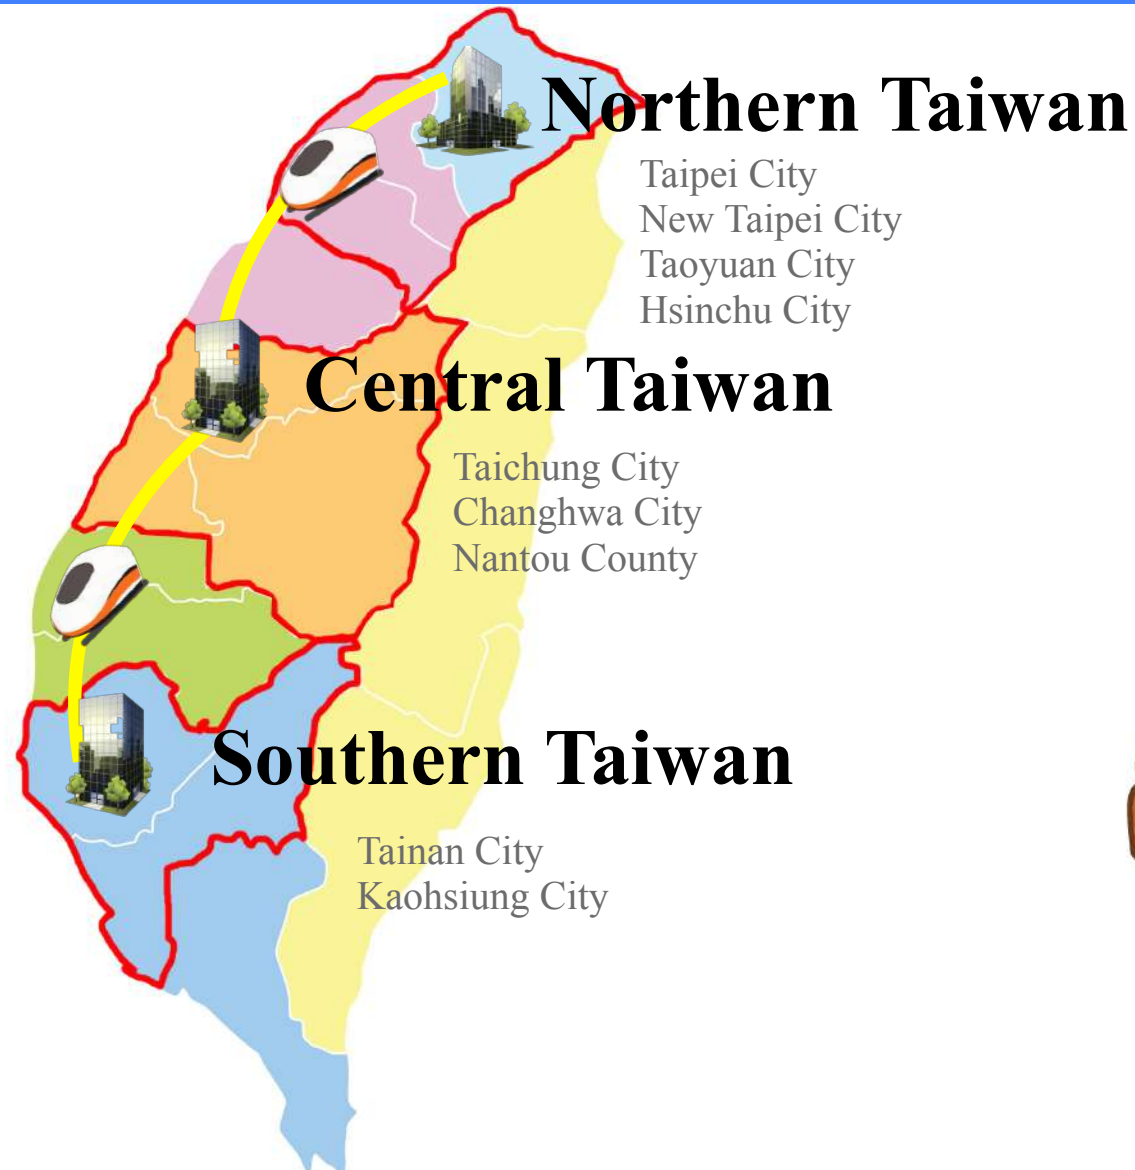 Northern Taiwan
Taipei City
New Taipei City
Taoyuan City
Hsinchu City
Central Taiwan
Taichung City
Changhwa City
Nantou County
Southern Taiwan
Tainan City
Kaohsiung City